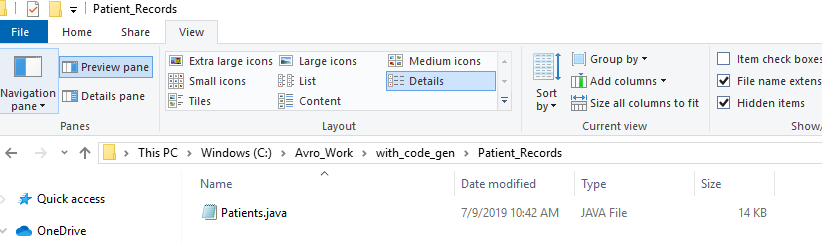 Patient_Records
File Home Share View
Navigation pane
Preview pane
Details pane
Panes
Extra large icons Large icons Medium icons
Small icons List Details
Tiles Content
Layout
Sort by
Group by
Add columns
Size all columns to fit
Current view
Item check boxes
File name extens
Hidden items
Show/
This PC > Windows (C:) > Avro_Work > with_code_gen > Patient_Records
Name Date modified Type Size
Quick access
Patients.java 7/9/2019 10:42 AM JAVA File 14 KB
OneDrive